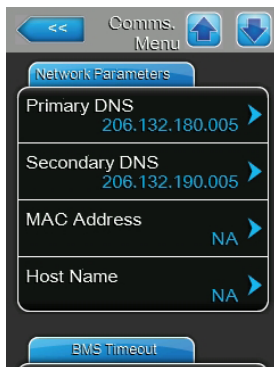 <<
Comms.
Menu
Network Parameters
Primary DNS
206.132.180.005
Secondary DNS
206.132.190.005
MAC Address
NA
Host Name
NA
BMS Timeout